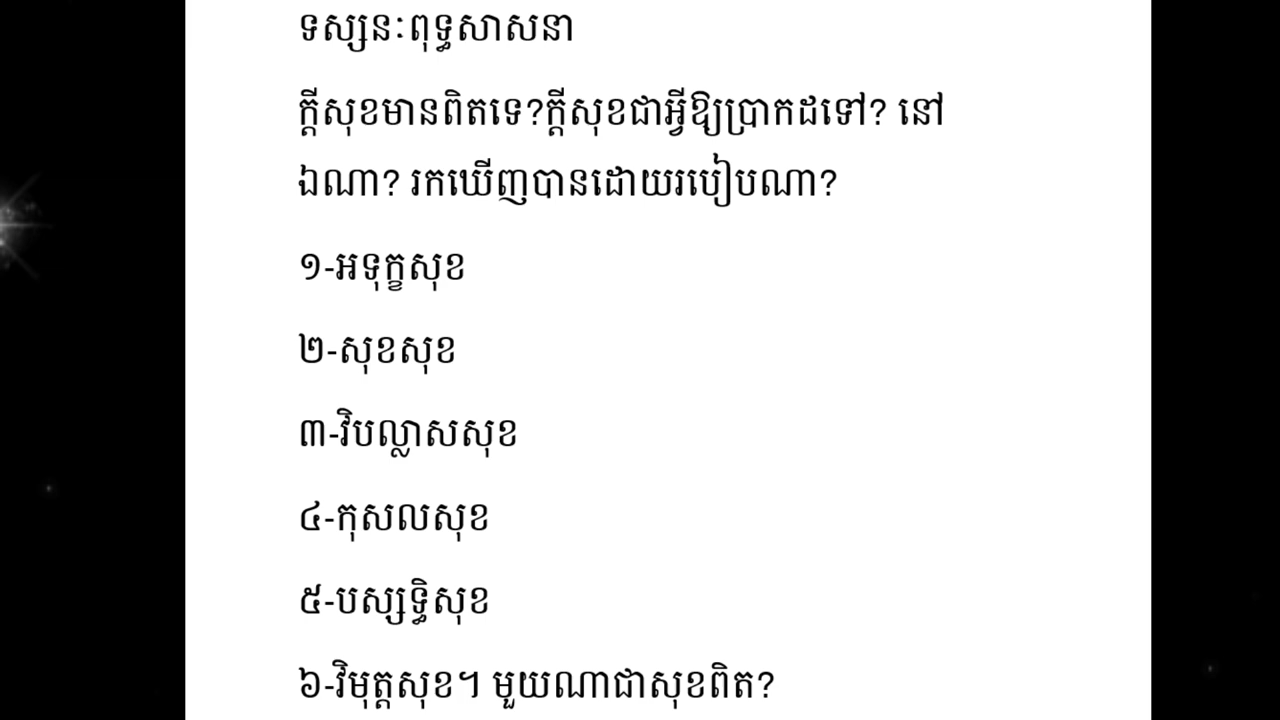 ទស្សនៈពុទ្ធសាសនា
ក្ដីសុខមានពិតទេ?ក្ដីសុខជាអ្វីឱ្យប្រាកដទៅ? នៅ
ឯណា? រកឃើញបានដោយរបៀបណា?
១-អទុក្ខសុខ
២-សុខសុខ
៣-វិបល្លាសសុខ
៤-កុសលសុខ
៥-បស្សទ្ធិសុខ
៦-វិមុត្តសុខ។ មួយណាជាសុខពិត?